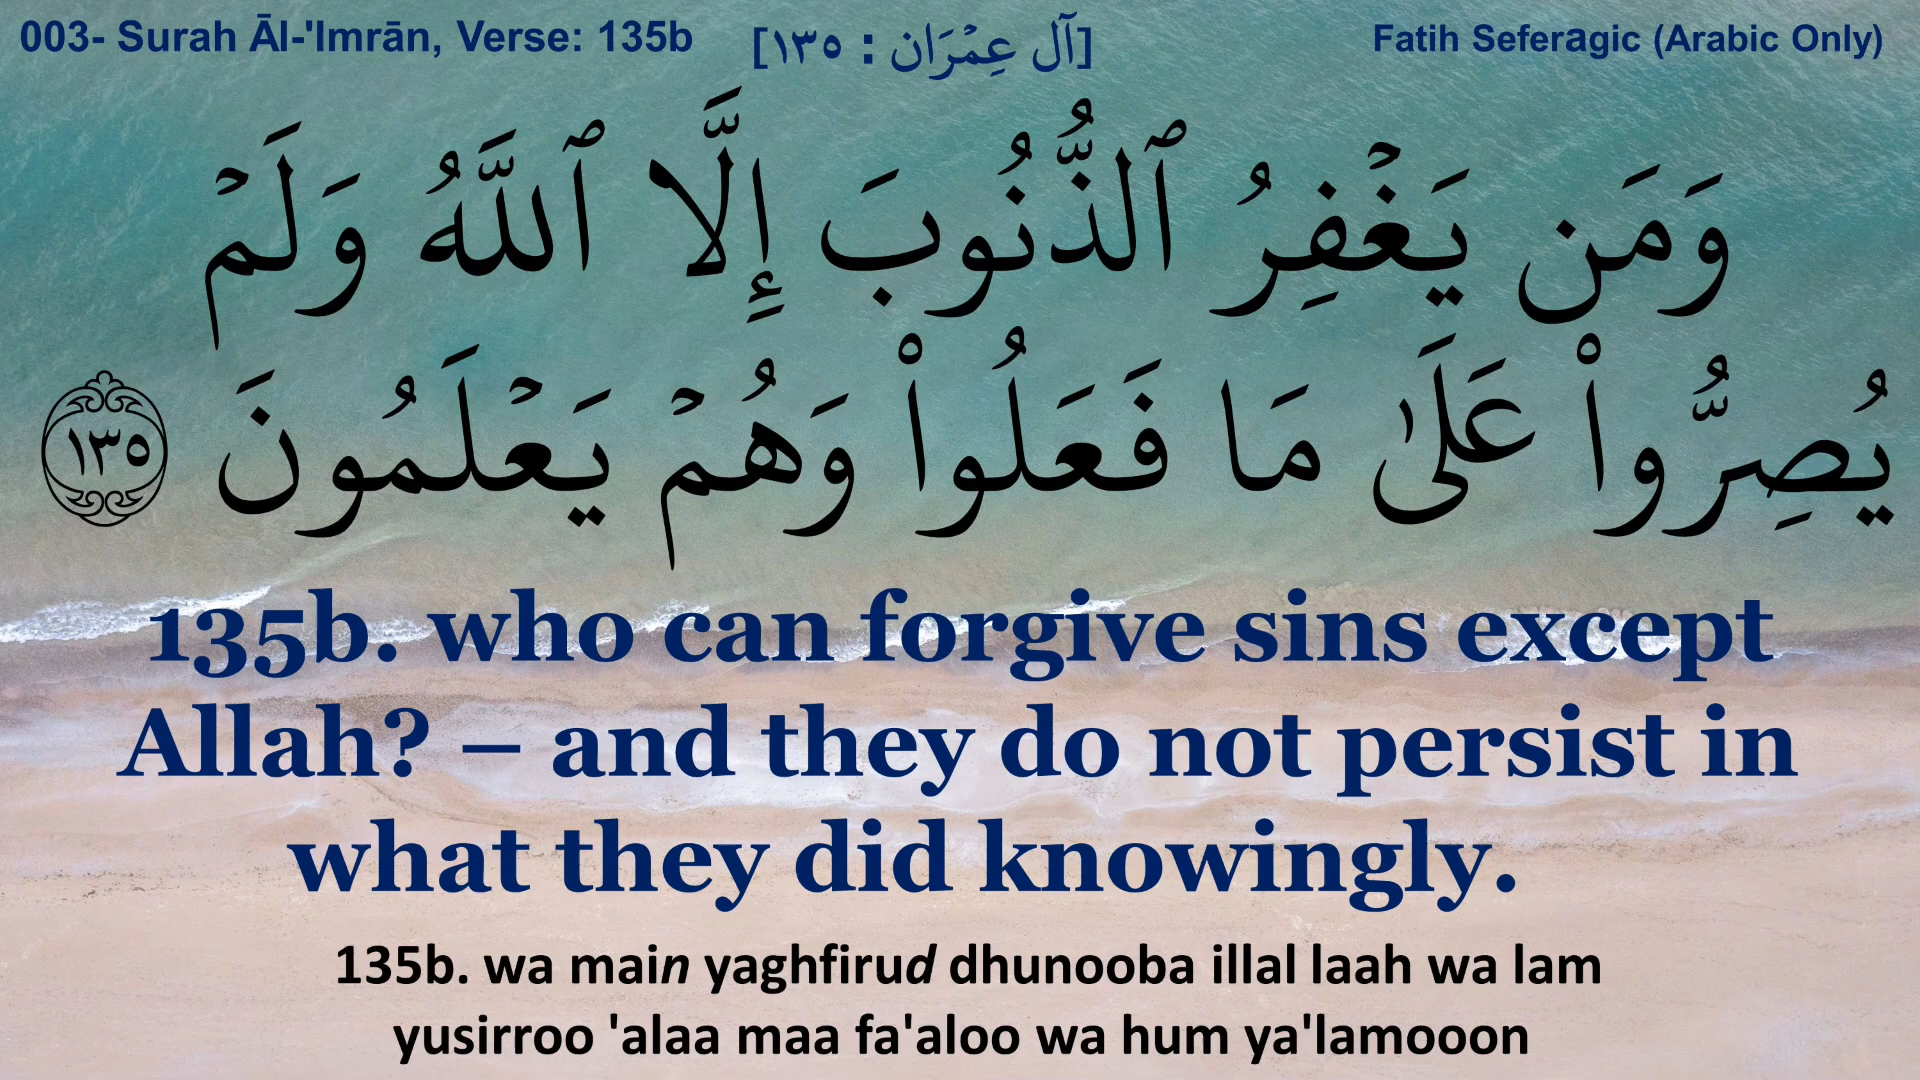 003- Surah Āl-'Imrān, Verse: 135b
[آل عِمْرَان : ١٣٥]
Fatih Seferagic (Arabic Only)
وَمَن يَغْفِرُ ٱلذُّنُوبَ إِلَّا ٱللَّهُ وَلَمْ
يُصِرُّوا۟ عَلَىٰ مَا فَعَلُوا۟ وَهُمْ يَعْلَمُونَ ١٣٥
135b. who can forgive sins except
Allah? – and they do not persist in
what they did knowingly.
135b. wa main yaghfirud dhunooba illal laah wa lam
yusirroo 'alaa maa fa'aloo wa hum ya'lamooon